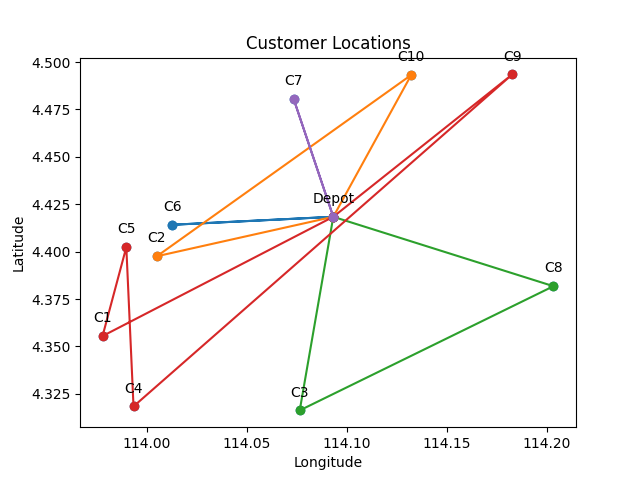 Customer Locations
4.500
4.475
4.450
4.425
4.400
4.375
4.350
4.325
Latitude
114.00
114.05
114.10
114.15
114.20
Longitude
C10
C9
C7
Depot
C6
C2
C5
C8
C1
C4
C3